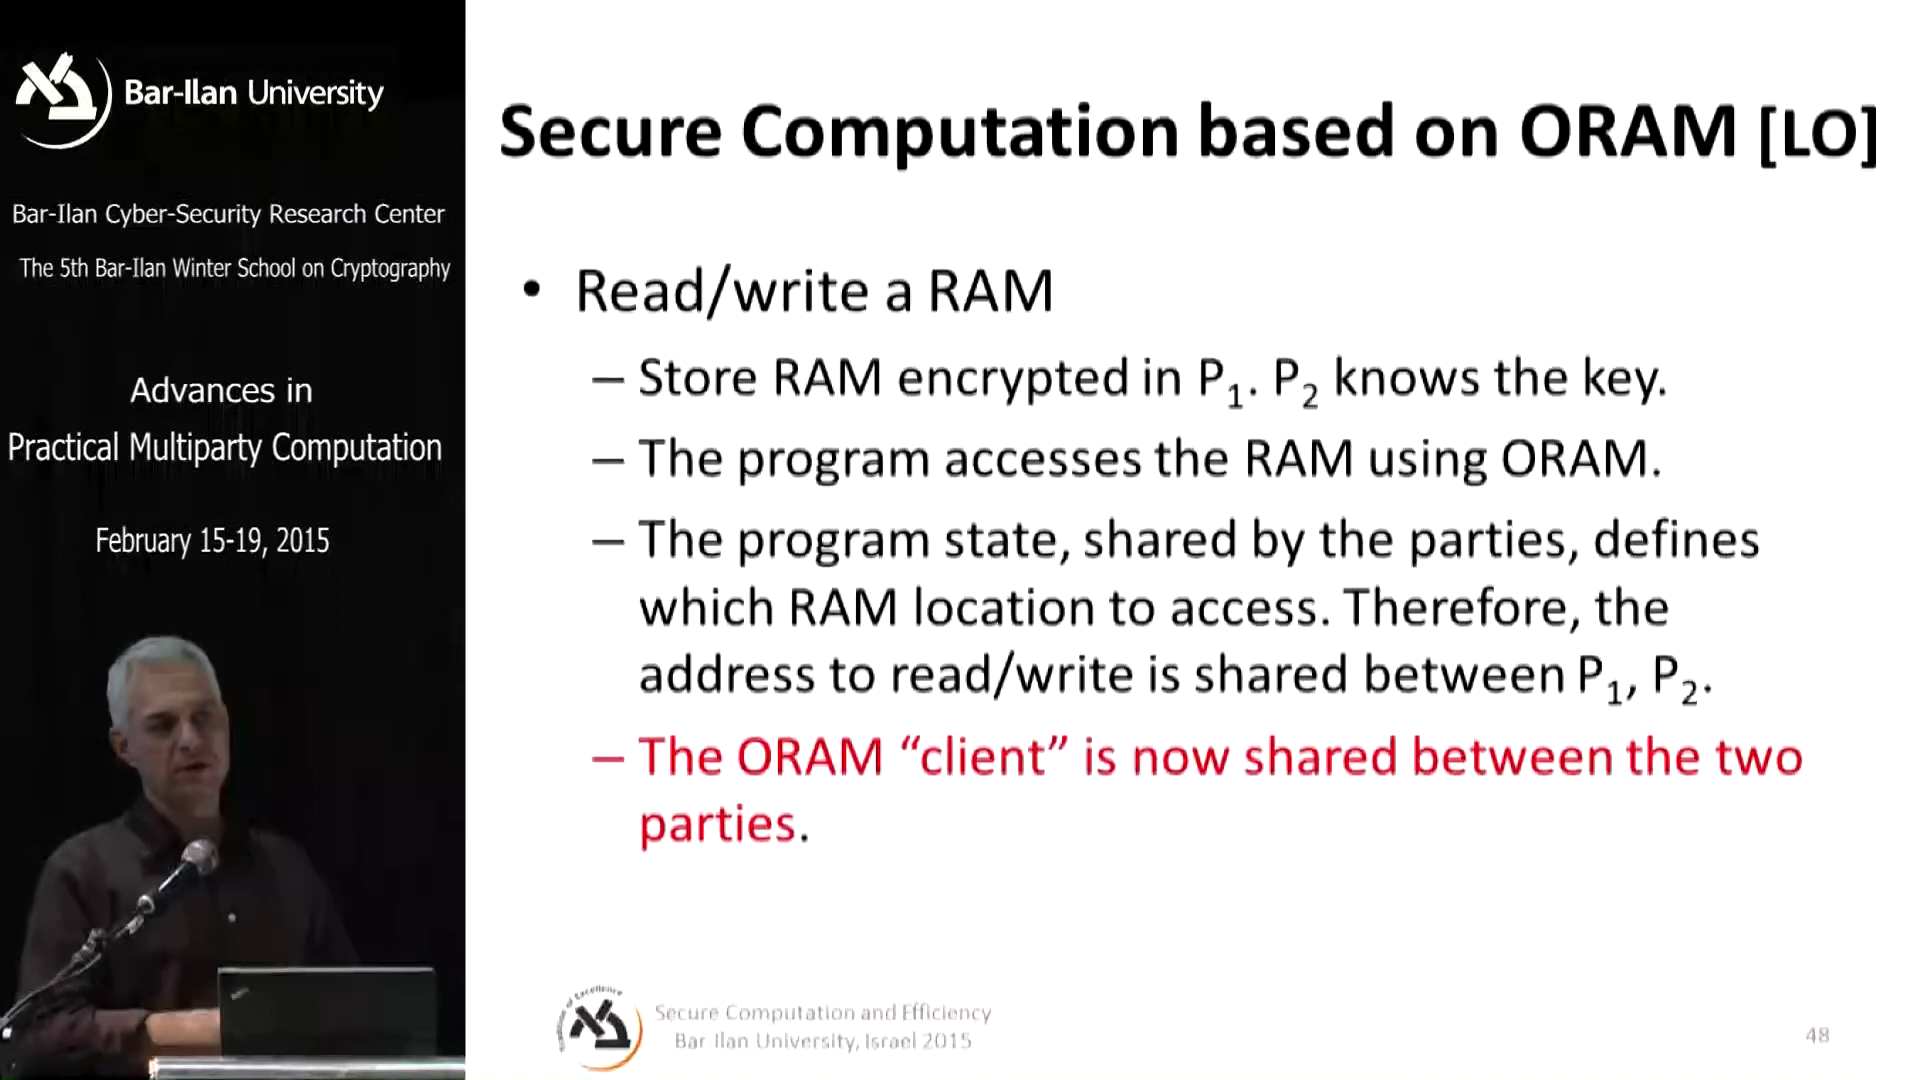 Bar-Ilan University
Bar-Ilan Cyber-Security Research Center
The 5th Bar-Ilan Winter School on Cryptography
Advances in
Practical Multiparty Computation
February 15-19, 2015
Secure Computation based on ORAM [LO]
• Read/write a RAM
– Store RAM encrypted in P₁. P₂ knows the key.
– The program accesses the RAM using ORAM.
– The program state, shared by the parties, defines
which RAM location to access. Therefore, the
address to read/write is shared between P₁, P₂.
– The ORAM “client” is now shared between the two
parties.
of Excellence
Secure Computation and Efficiency
Bar Ilan University, Israel 2015
48